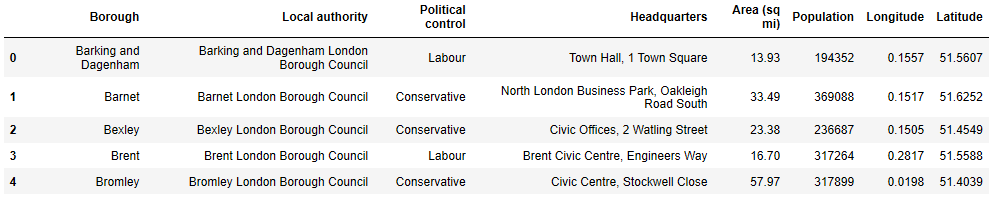 Borough Local authority Political control Headquarters Area (sq mi) Population Longitude Latitude
0 Barking and Dagenham Barking and Dagenham London Borough Council Labour Town Hall, 1 Town Square 13.93 194352 0.1557 51.5607
1 Barnet Barnet London Borough Council Conservative North London Business Park, Oakleigh Road South 33.49 369088 0.1517 51.6252
2 Bexley Bexley London Borough Council Conservative Civic Offices, 2 Watling Street 23.38 236687 0.1505 51.4549
3 Brent Brent London Borough Council Labour Brent Civic Centre, Engineers Way 16.70 317264 0.2817 51.5588
4 Bromley Bromley London Borough Council Conservative Civic Centre, Stockwell Close 57.97 317899 0.0198 51.4039